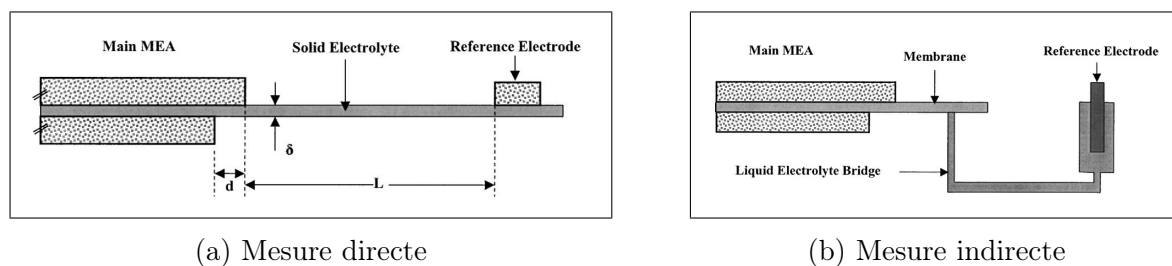 Main MEA
Solid Electrolyte
Reference Electrode
δ
d
L
(a) Mesure directe
Main MEA
Membrane
Reference Electrode
Liquid Electrolyte Bridge
(b) Mesure indirecte